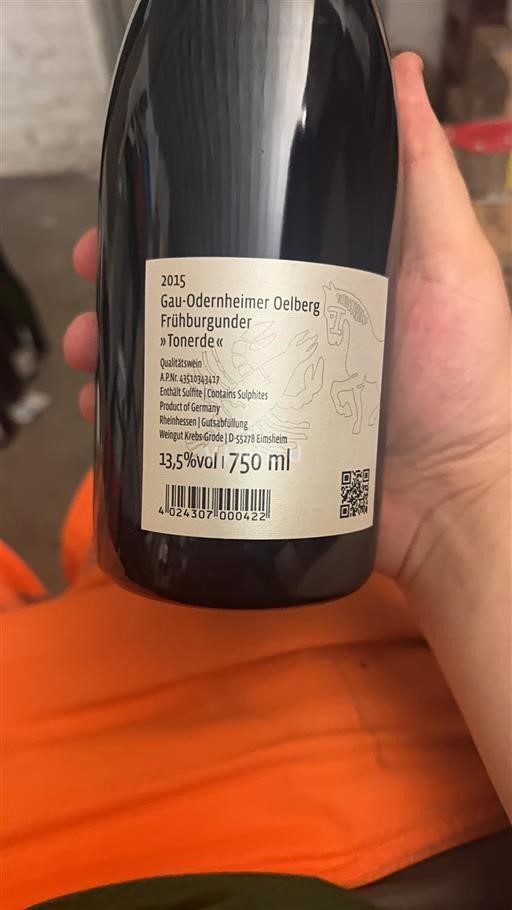 2015
Gau-Odernheimer Oelberg
Frühburgunder
»Tonerde«
Qualitätswein
A.P.Nr. 43510343417
Enthält Sulfite | Contains Sulphites
Product of Germany
Rheinhessen | Gutsabfüllung
Weingut Krebs Grode | D-55278 Eimsheim
13,5%vol | 750 ml
4 024307 000422